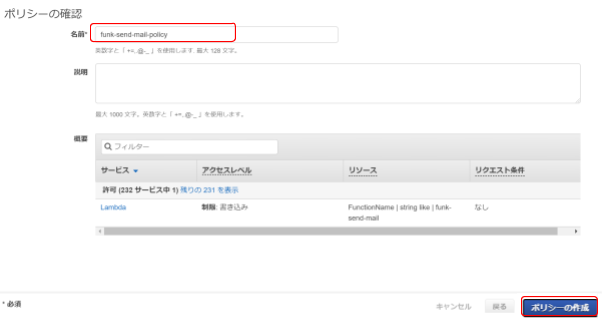 ポリシーの確認
名前* funk-send-mail-policy
英数字と「 +=,.@-_ 」を使用します。最大 128 文字。
説明
最大 1000 文字。英数字と「 +=,.@-_ 」を使用します。
概要
フィルター
サービス アクセスレベル リソース リクエスト条件
許可 (232 サービス中 1) 残りの 231 を表示
Lambda 制限: 書き込み FunctionName | string like | funk-send-mail なし
* 必須 キャンセル 戻る ポリシーの作成